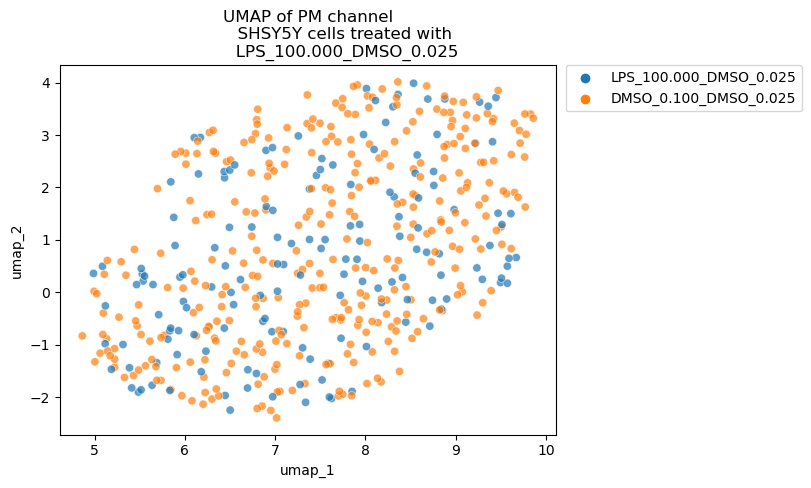 UMAP of PM channel
SHSY5Y cells treated with
LPS_100.000_DMSO_0.025
LPS_100.000_DMSO_0.025
DMSO_0.100_DMSO_0.025
4
3
2
1
0
−1
−2
umap_2
5 6 7 8 9 10
umap_1